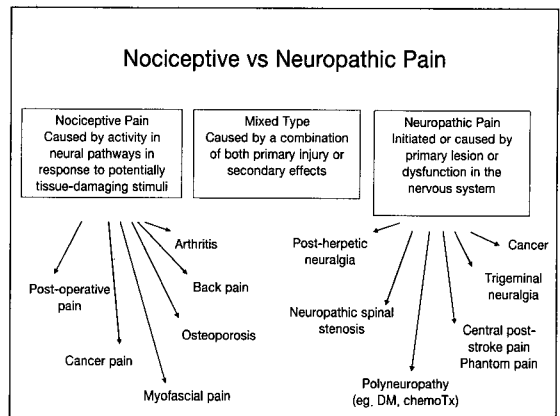 Nociceptive vs Neuropathic Pain
Nociceptive Pain
Caused by activity in
neural pathways in
response to potentially
tissue-damaging stimuli
Mixed Type
Caused by a combination
of both primary injury or
secondary effects
Neuropathic Pain
Initiated or caused by
primary lesion or
dysfunction in the
nervous system
Arthritis
Back pain
Post-operative
pain
Osteoporosis
Cancer pain
Myofascial pain
Post-herpetic
neuralgia
Cancer
Trigeminal
neuralgia
Neuropathic spinal
stenosis
Central post-
stroke pain
Phantom pain
Polyneuropathy
(eg. DM, chemoTx)